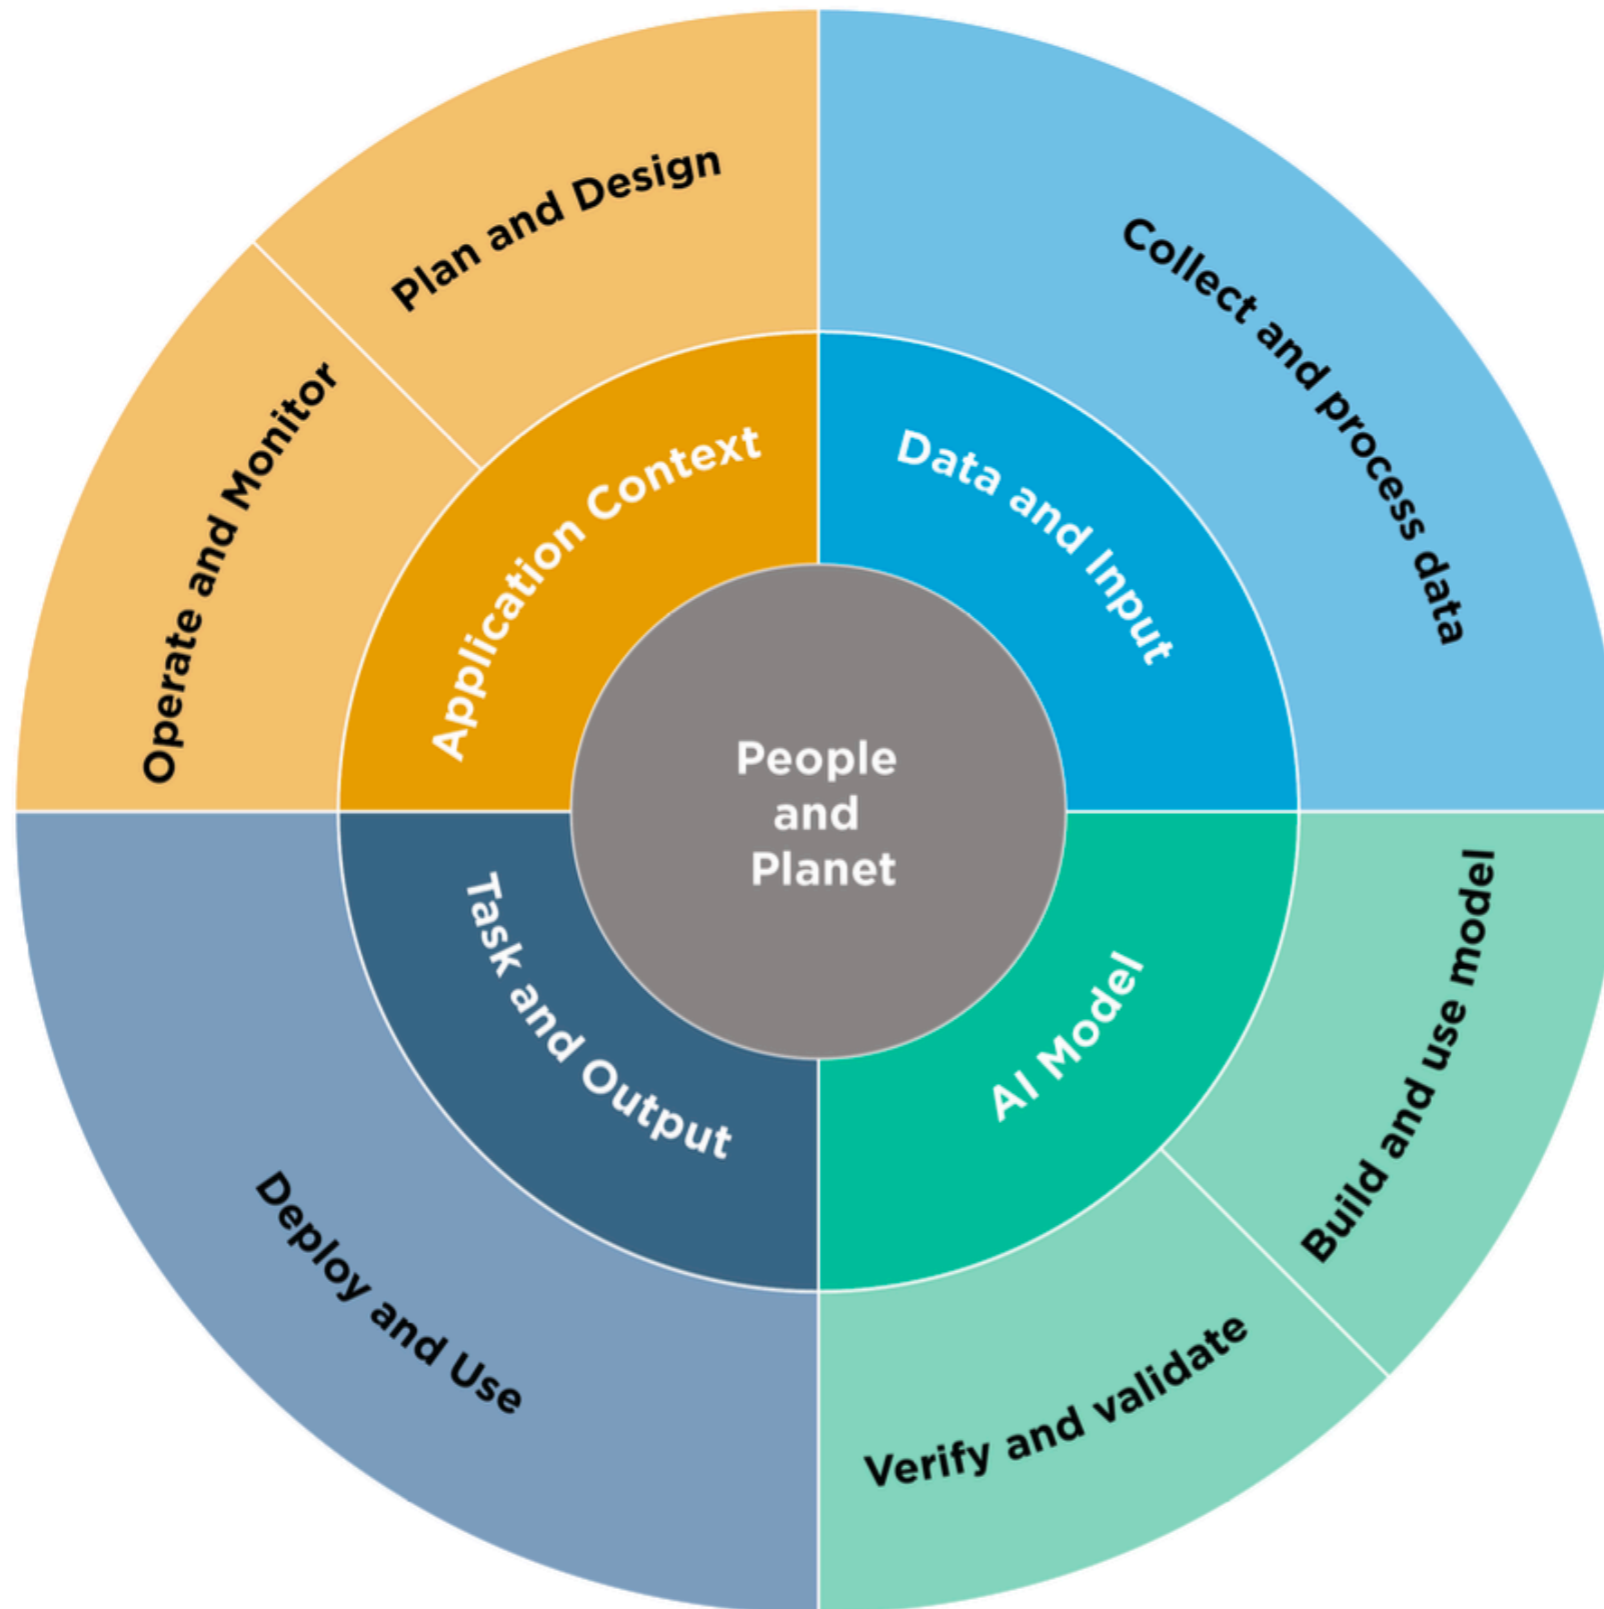 Plan and Design
Collect and process data
Operate and Monitor
Application Context
Data and Input
People
and
Planet
Task and Output
AI Model
Build and use model
Deploy and Use
Verify and validate